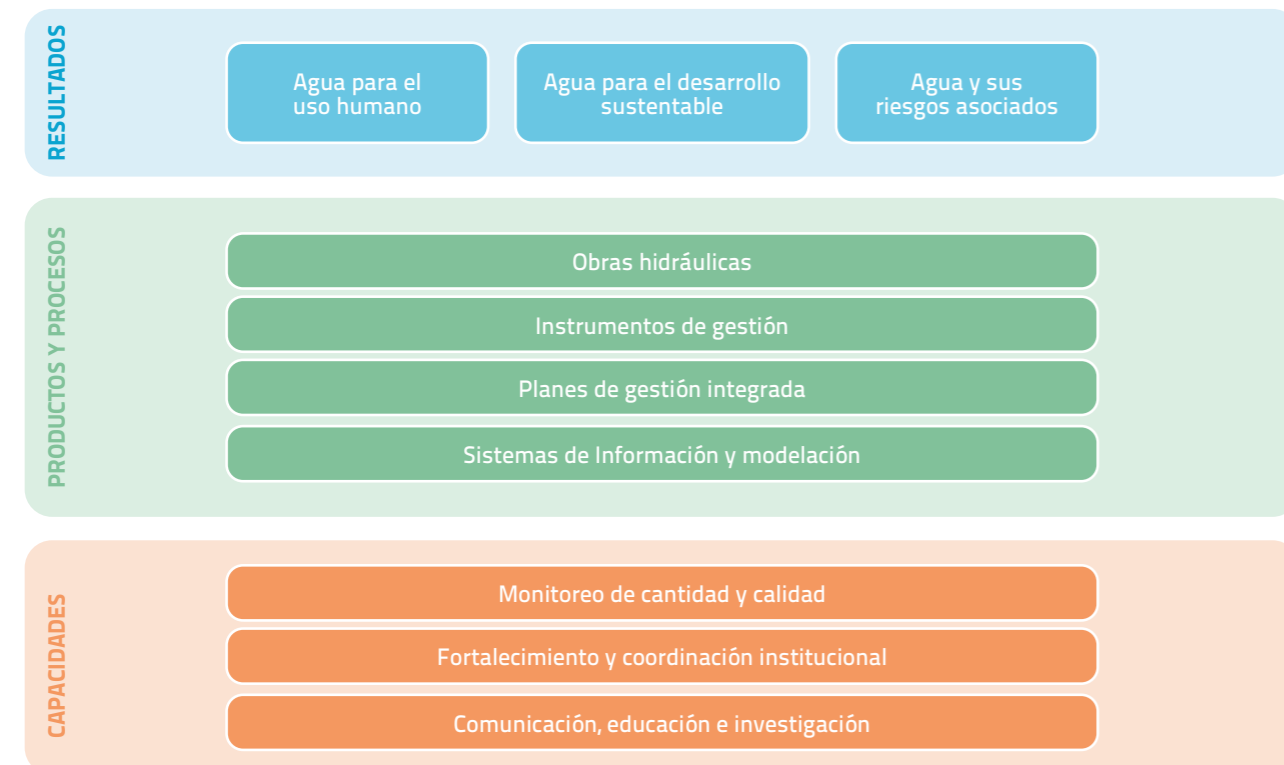 RESULTADOS
Agua para el
uso humano
Agua para el desarrollo
sustentable
Agua y sus
riesgos asociados
PRODUCTOS Y PROCESOS
Obras hidráulicas
Instrumentos de gestión
Planes de gestión integrada
Sistemas de Información y modelación
CAPACIDADES
Monitoreo de cantidad y calidad
Fortalecimiento y coordinación institucional
Comunicación, educación e investigación